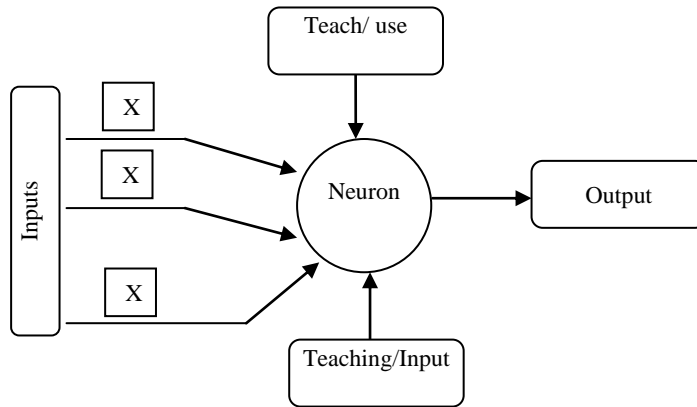 Teach/ use
X
X
X
Inputs
Neuron
Output
Teaching/Input